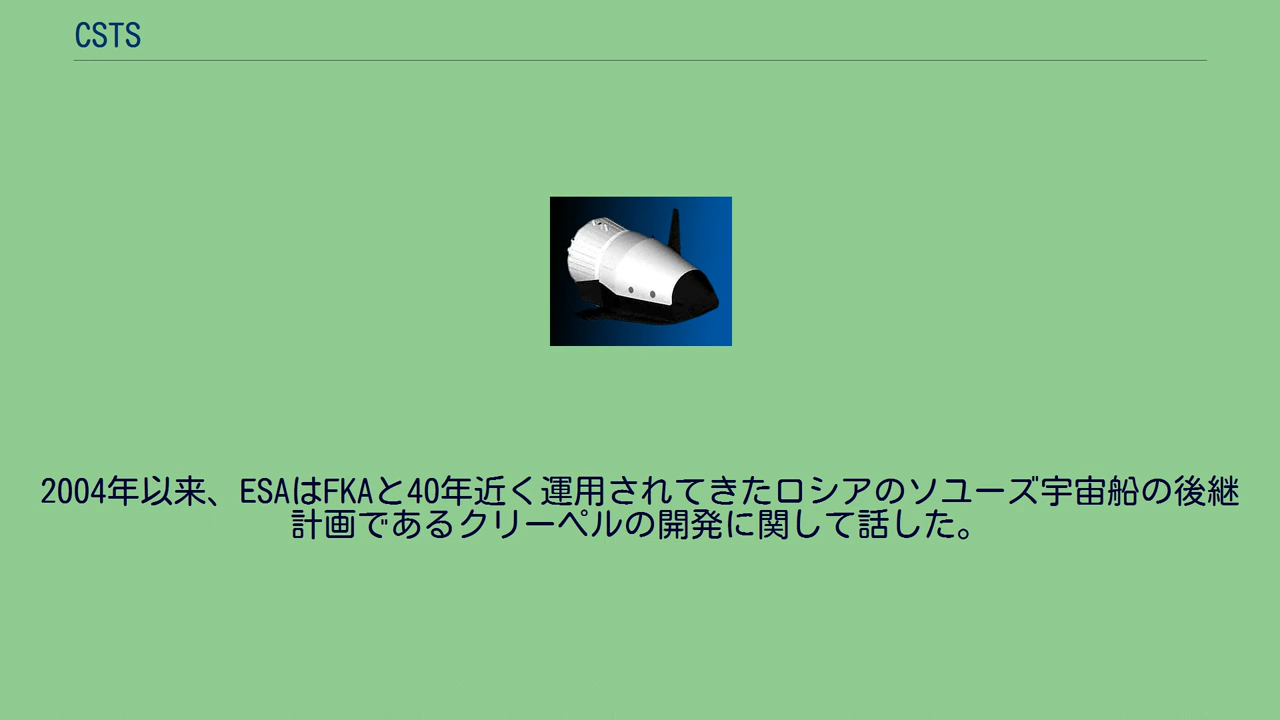 CSTS
2004年以来、ESAはFKAと40年近く運用されてきたロシアのソユーズ宇宙船の後継
計画であるクリーペルの開発に関して話した。